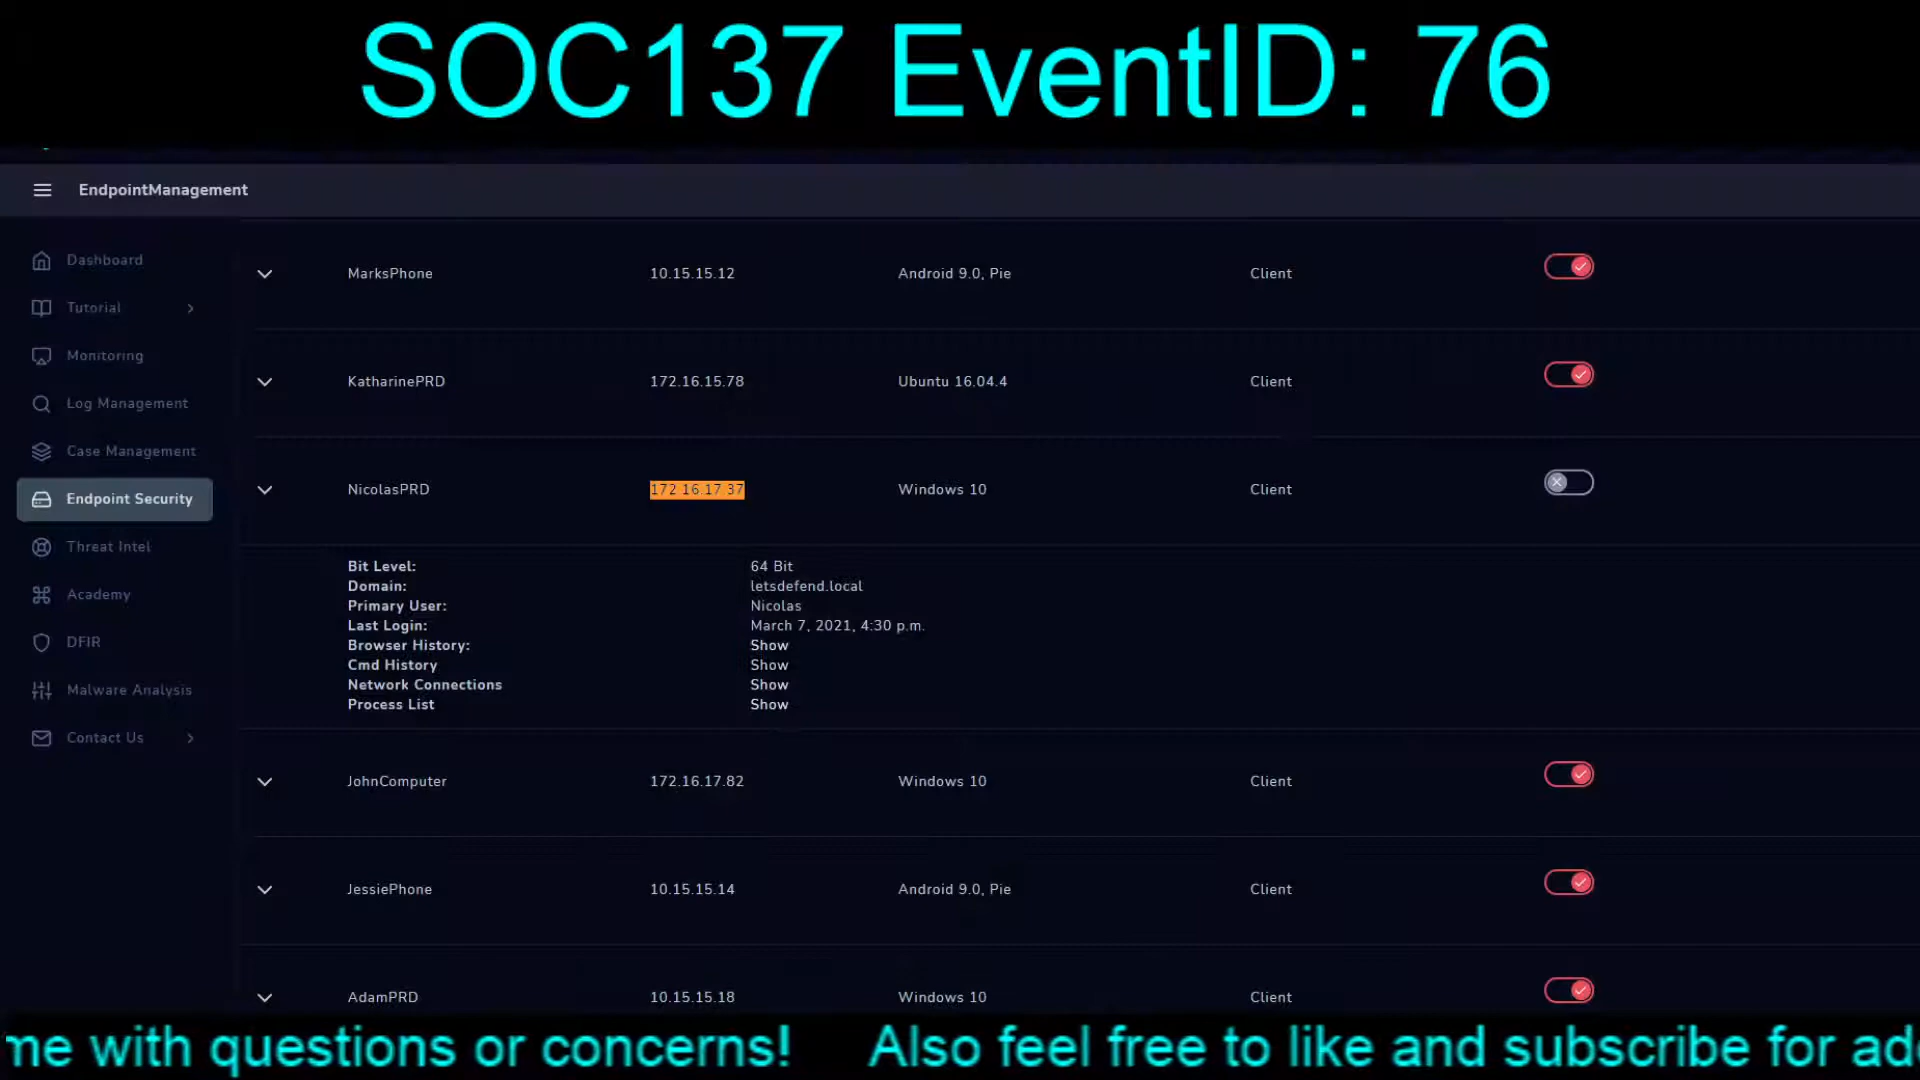 SOC137 EventID: 76
EndpointManagement
Dashboard
Tutorial
Monitoring
Log Management
Case Management
Endpoint Security
Threat Intel
Academy
DFIR
Malware Analysis
Contact Us
MarksPhone 10.15.15.12 Android 9.0, Pie Client
KatharinePRD 172.16.15.78 Ubuntu 16.04.4 Client
NicolasPRD 172.16.17.37 Windows 10 Client
Bit Level: 64 Bit
Domain: letsdefend.local
Primary User: Nicolas
Last Login: March 7, 2021, 4:30 p.m.
Browser History: Show
Cmd History Show
Network Connections Show
Process List Show
JohnComputer 172.16.17.82 Windows 10 Client
JessiePhone 10.15.15.14 Android 9.0, Pie Client
AdamPRD 10.15.15.18 Windows 10 Client
me with questions or concerns! Also feel free to like and subscribe for